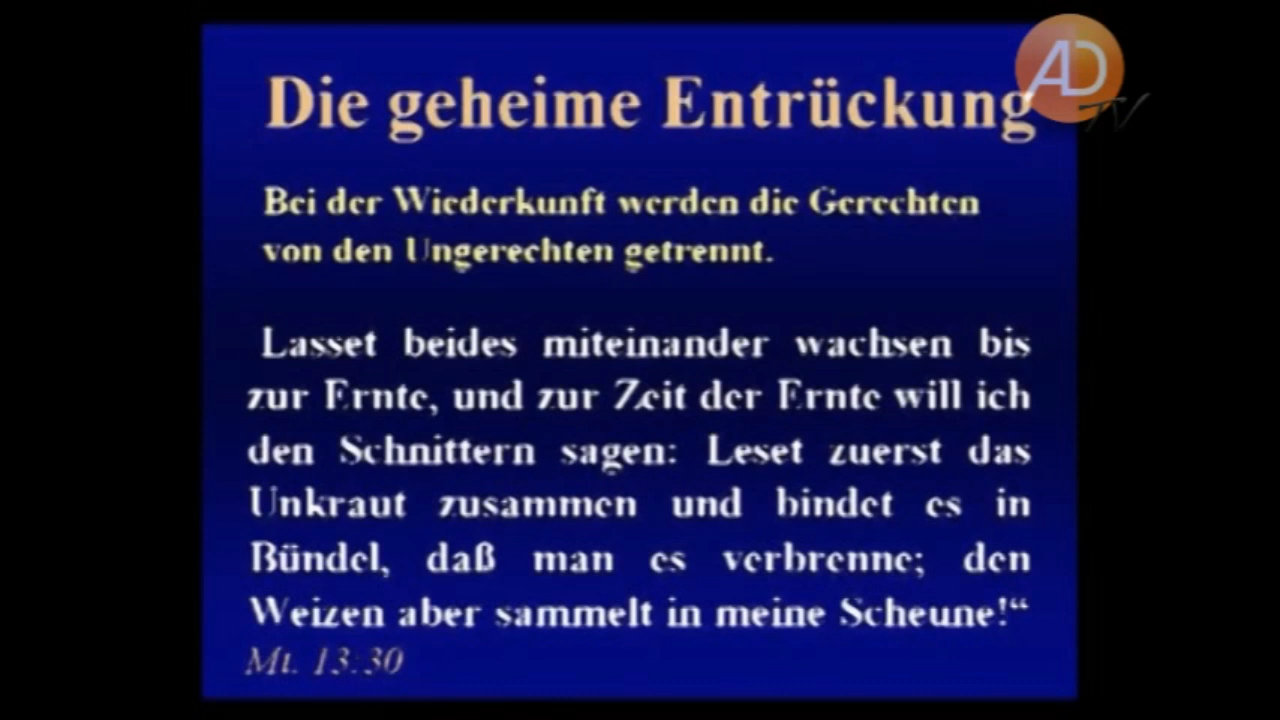 AD
TV
Die geheime Entrückung
Bei der Wiederkunft werden die Gerechten
von den Ungerechten getrennt.
Lasset beides miteinander wachsen bis
zur Ernte, und zur Zeit der Ernte will ich
den Schnittern sagen: Leset zuerst das
Unkraut zusammen und bindet es in
Bündel, daß man es verbrenne; den
Weizen aber sammelt in meine Scheune!“
Mt. 13:30